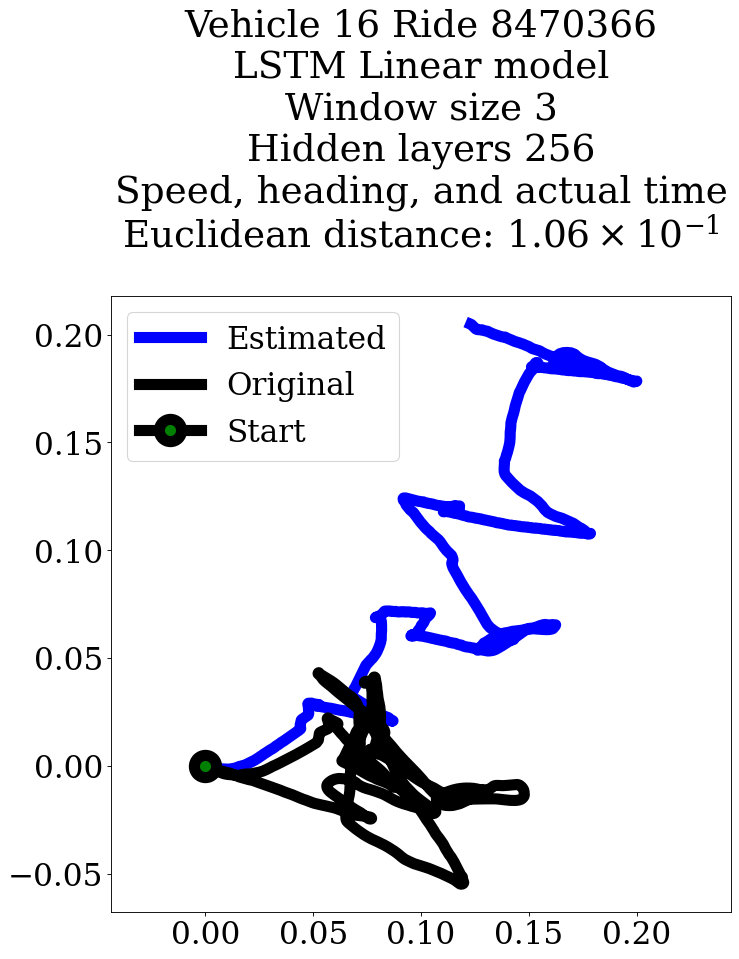 Vehicle 16 Ride 8470366
LSTM Linear model
Window size 3
Hidden layers 256
Speed, heading, and actual time
Euclidean distance: 1.06 × 10⁻¹
Estimated
Original
Start
0.20
0.15
0.10
0.05
0.00
−0.05
0.00 0.05 0.10 0.15 0.20